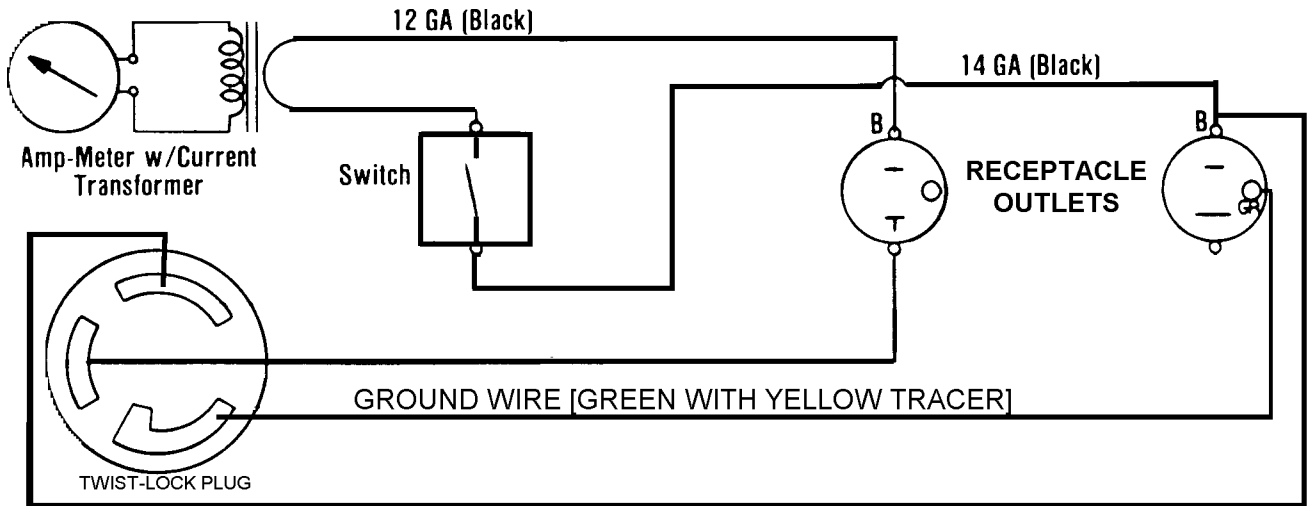 12 GA (Black)
14 GA (Black)
Amp-Meter w/Current
Transformer
Switch
B
B
RECEPTACLE
OUTLETS
GR
GROUND WIRE [GREEN WITH YELLOW TRACER]
TWIST-LOCK PLUG